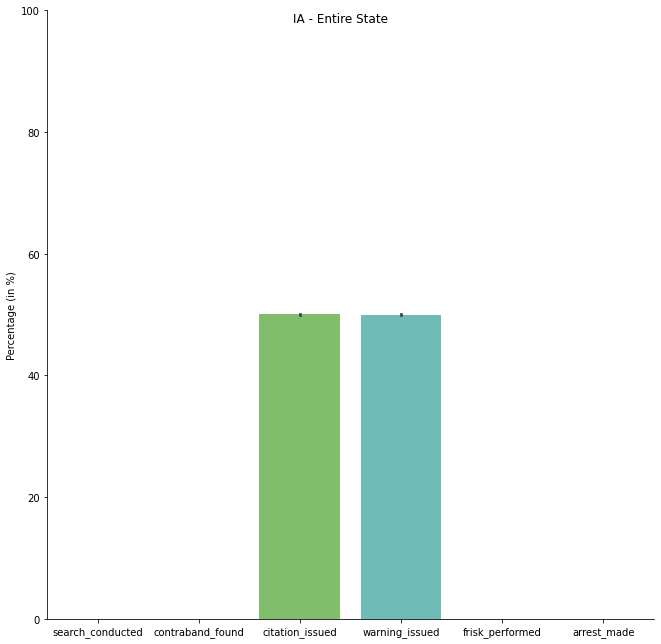 IA - Entire State
Percentage (in %)
100
80
60
40
20
0
search_conducted contraband_found citation_issued warning_issued frisk_performed arrest_made